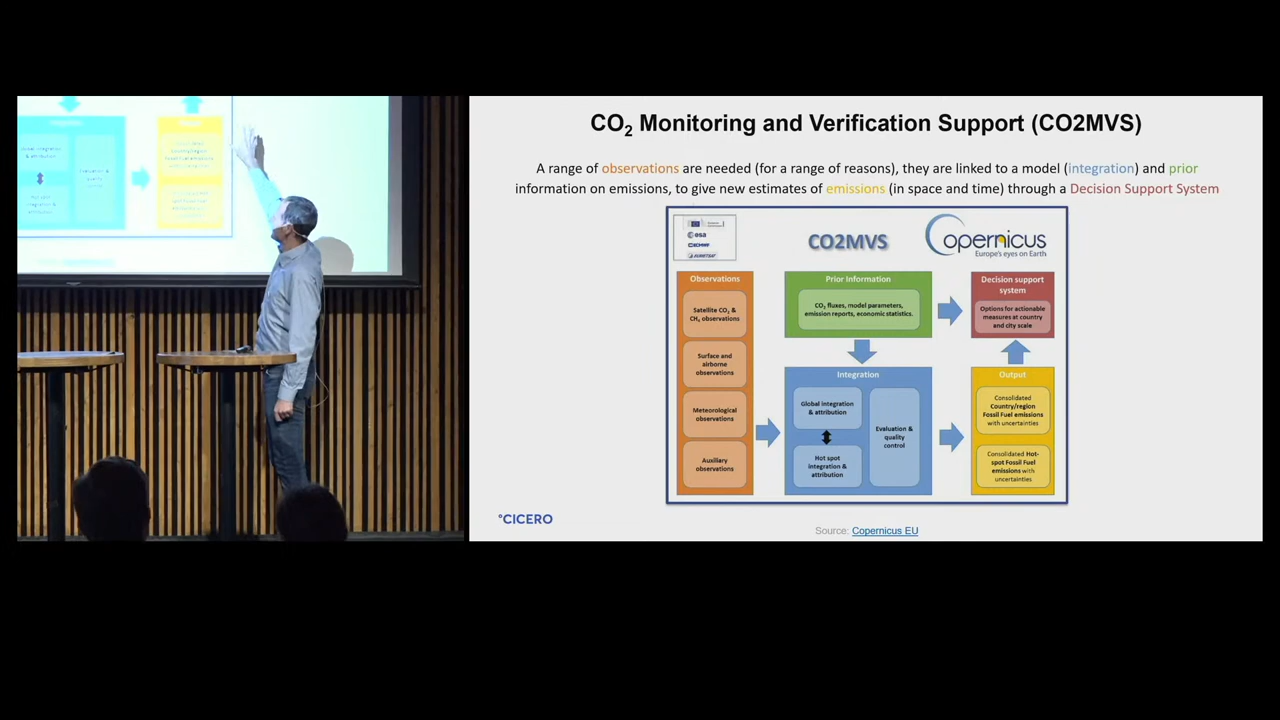 CO2 Monitoring and Verification Support (CO2MVS)
A range of observations are needed (for a range of reasons), they are linked to a model (integration) and prior
information on emissions, to give new estimates of emissions (in space and time) through a Decision Support System
esa
ECMWF
EUMETSAT
CO2MVS
Copernicus
Europe's eyes on Earth
Observations
Satellite CO2 &
CH4 observations
Surface and
airborne
observations
Meteorological
observations
Auxiliary
observations
Prior Information
CO2 fluxes, model parameters,
emission reports, economic statistics.
Integration
Global integration
& attribution
Hot spot
integration &
attribution
Evaluation &
quality
control
Decision support
system
Options for actionable
measures at country
and city scale
Output
Consolidated
Country/region
Fossil Fuel emissions
with uncertainties
Consolidated Hot-
spot Fossil Fuel
emissions with
uncertainties
°CICERO
Source: Copernicus EU